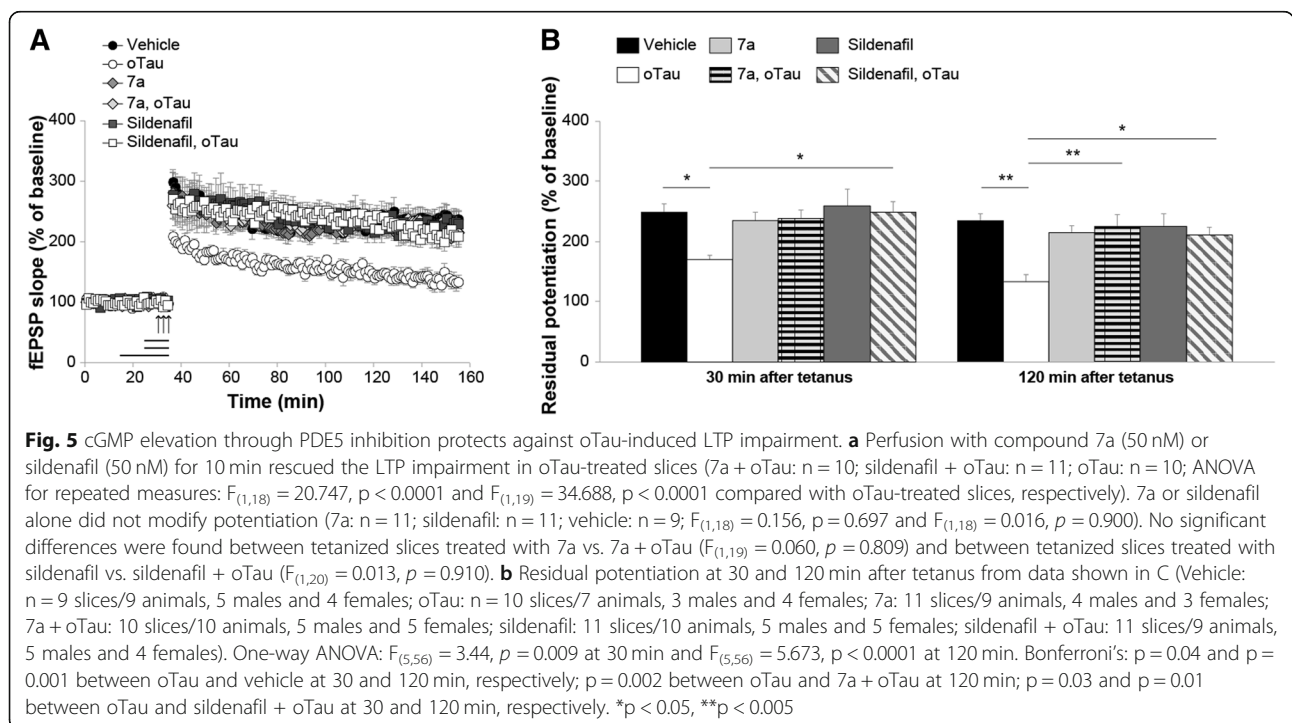 A
Vehicle
oTau
7a
7a, oTau
Sildenafil
Sildenafil, oTau
fEPSP slope (% of baseline)
400
300
200
100
0
0 20 40 60 80 100 120 140 160
Time (min)
B
Vehicle 7a Sildenafil
oTau 7a, oTau Sildenafil, oTau
Residual potentiation (% of baseline)
400
300
200
100
0
* * ** ** *
30 min after tetanus 120 min after tetanus
Fig. 5 cGMP elevation through PDE5 inhibition protects against oTau-induced LTP impairment. a Perfusion with compound 7a (50 nM) or
sildenafil (50 nM) for 10 min rescued the LTP impairment in oTau-treated slices (7a + oTau: n = 10; sildenafil + oTau: n = 11; oTau: n = 10; ANOVA
for repeated measures: F(1,18) = 20.747, p < 0.0001 and F(1,19) = 34.688, p < 0.0001 compared with oTau-treated slices, respectively). 7a or sildenafil
alone did not modify potentiation (7a: n = 11; sildenafil: n = 11; vehicle: n = 9; F(1,18) = 0.156, p = 0.697 and F(1,18) = 0.016, p = 0.900). No significant
differences were found between tetanized slices treated with 7a vs. 7a + oTau (F(1,19) = 0.060, p = 0.809) and between tetanized slices treated with
sildenafil vs. sildenafil + oTau (F(1,20) = 0.013, p = 0.910). b Residual potentiation at 30 and 120 min after tetanus from data shown in C (Vehicle:
n = 9 slices/9 animals, 5 males and 4 females; oTau: n = 10 slices/7 animals, 3 males and 4 females; 7a: 11 slices/9 animals, 4 males and 3 females;
7a + oTau: 10 slices/10 animals, 5 males and 5 females; sildenafil: 11 slices/10 animals, 5 males and 5 females; sildenafil + oTau: 11 slices/9 animals,
5 males and 4 females). One-way ANOVA: F(5,56) = 3.44, p = 0.009 at 30 min and F(5,56) = 5.673, p < 0.0001 at 120 min. Bonferroni's: p = 0.04 and p =
0.001 between oTau and vehicle at 30 and 120 min, respectively; p = 0.002 between oTau and 7a + oTau at 120 min; p = 0.03 and p = 0.01
between oTau and sildenafil + oTau at 30 and 120 min, respectively. *p < 0.05, **p < 0.005